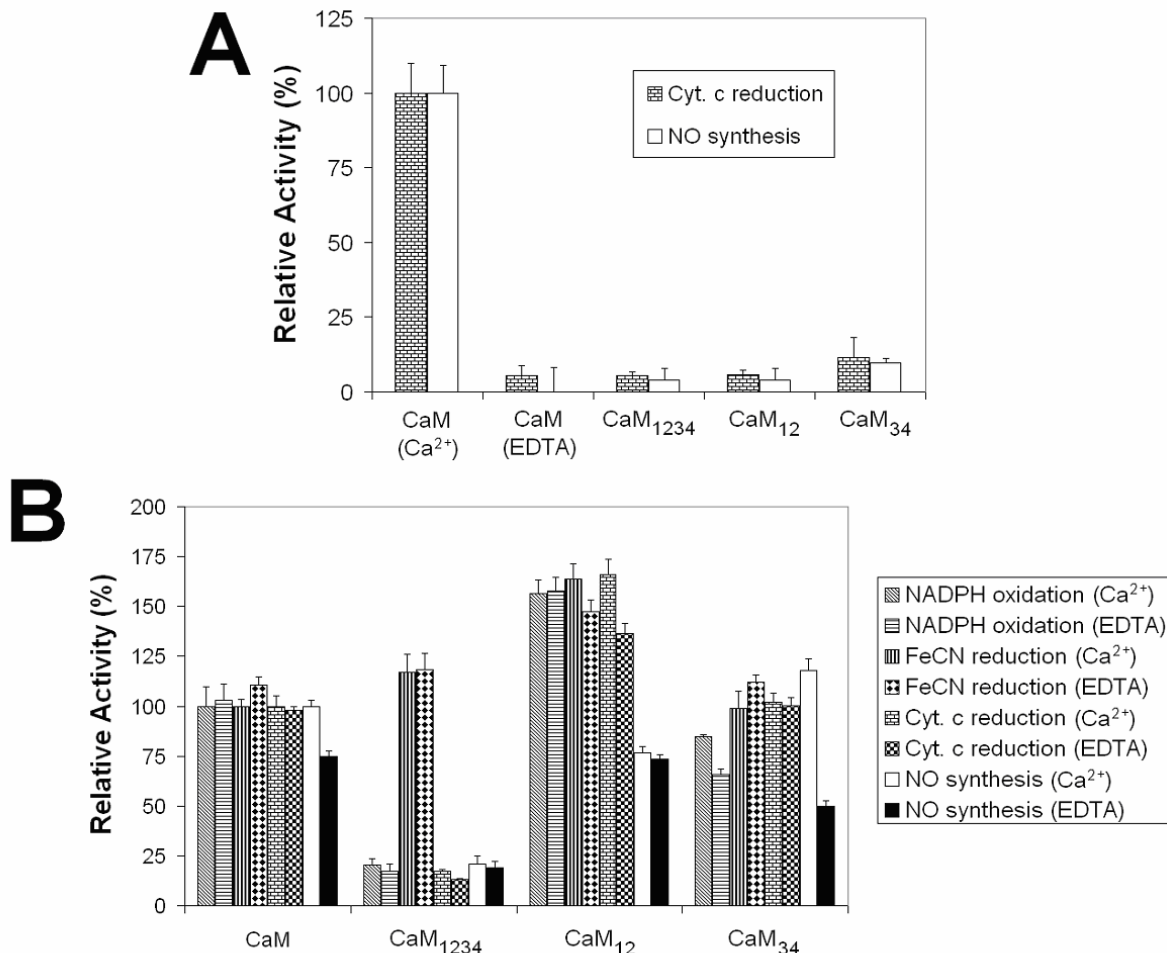 A
Relative Activity (%)
125
100
75
50
25
0
Cyt. c reduction
NO synthesis
CaM (Ca²⁺)
CaM (EDTA)
CaM₁₂₃₄
CaM₁₂
CaM₃₄
B
Relative Activity (%)
200
175
150
125
100
75
50
25
0
NADPH oxidation (Ca²⁺)
NADPH oxidation (EDTA)
FeCN reduction (Ca²⁺)
FeCN reduction (EDTA)
Cyt. c reduction (Ca²⁺)
Cyt. c reduction (EDTA)
NO synthesis (Ca²⁺)
NO synthesis (EDTA)
CaM
CaM₁₂₃₄
CaM₁₂
CaM₃₄